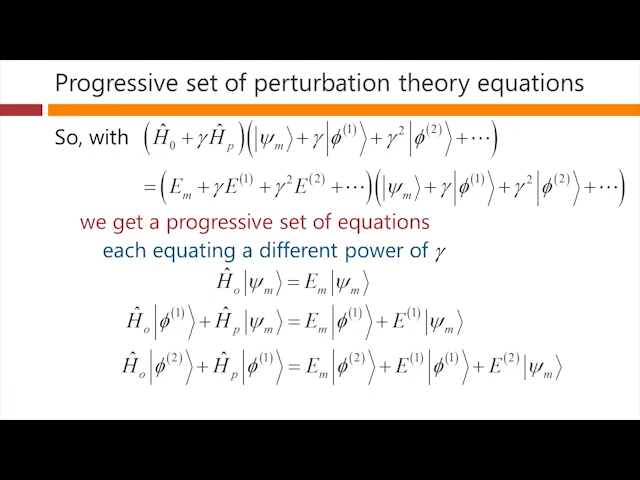 Progressive set of perturbation theory equations
So, with (Ĥ₀ + γĤₚ)(|ψₘ⟩ + γ|ϕ⁽¹⁾⟩ + γ²|ϕ⁽²⁾⟩ + ⋯)
= (Eₘ + γE⁽¹⁾ + γ²E⁽²⁾ + ⋯)(|ψₘ⟩ + γ|ϕ⁽¹⁾⟩ + γ²|ϕ⁽²⁾⟩ + ⋯)
we get a progressive set of equations
each equating a different power of γ
Ĥₒ|ψₘ⟩ = Eₘ|ψₘ⟩
Ĥₒ|ϕ⁽¹⁾⟩ + Ĥₚ|ψₘ⟩ = Eₘ|ϕ⁽¹⁾⟩ + E⁽¹⁾|ψₘ⟩
Ĥₒ|ϕ⁽²⁾⟩ + Ĥₚ|ϕ⁽¹⁾⟩ = Eₘ|ϕ⁽²⁾⟩ + E⁽¹⁾|ϕ⁽¹⁾⟩ + E⁽²⁾|ψₘ⟩